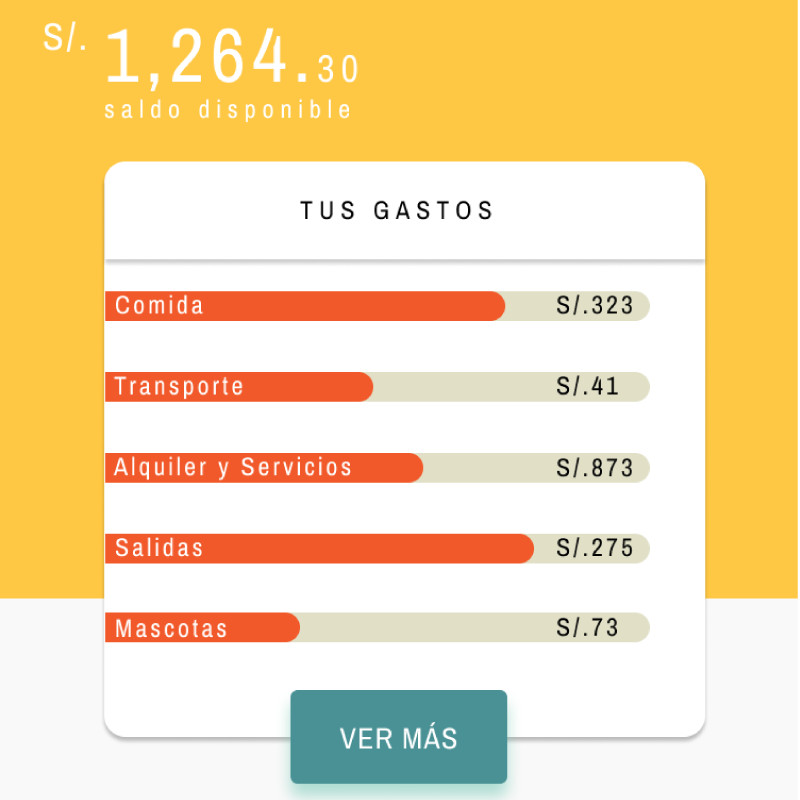 S/. 1,264.30
saldo disponible
TUS GASTOS
Comida S/.323
Transporte S/.41
Alquiler y Servicios S/.873
Salidas S/.275
Mascotas S/.73
VER MÁS